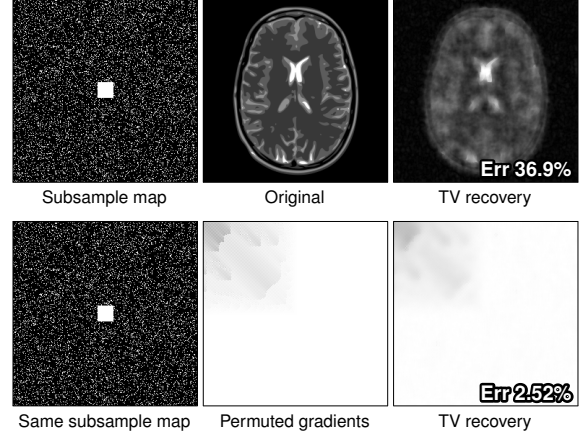 Err 36.9%
Subsample map Original TV recovery
Err 2.52%
Same subsample map Permuted gradients TV recovery